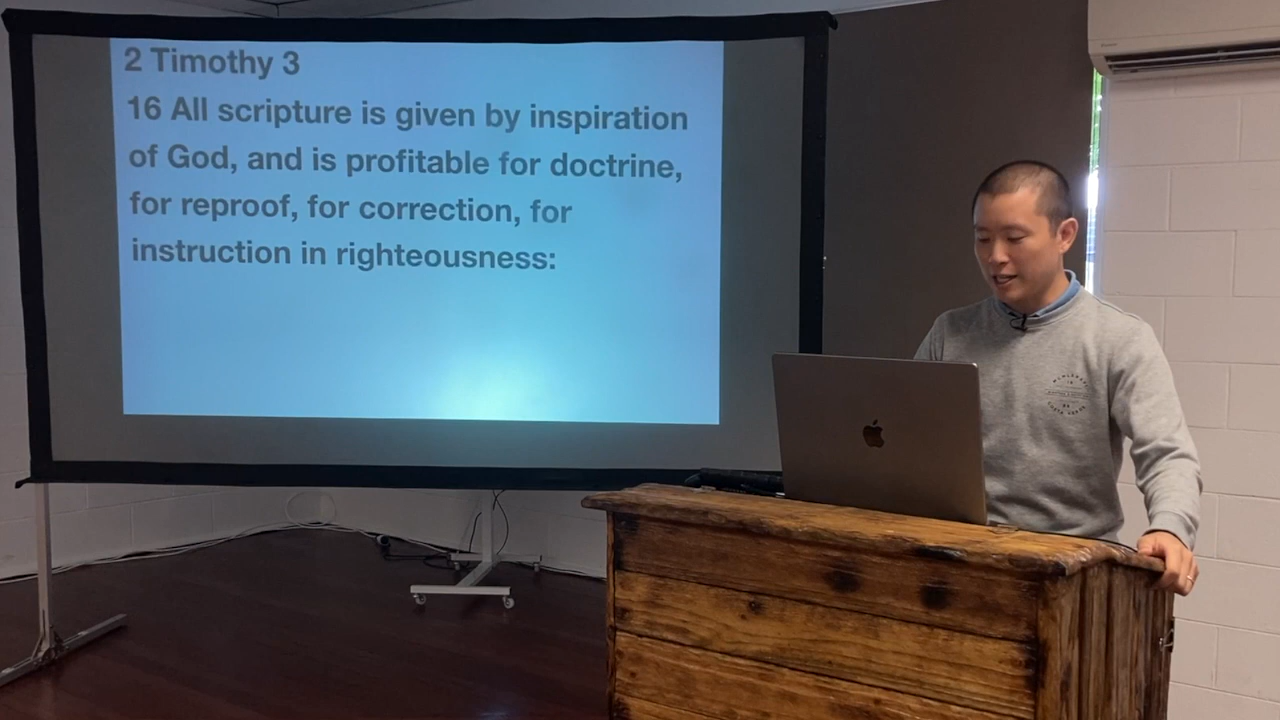 2 Timothy 3
16 All scripture is given by inspiration
of God, and is profitable for doctrine,
for reproof, for correction, for
instruction in righteousness: